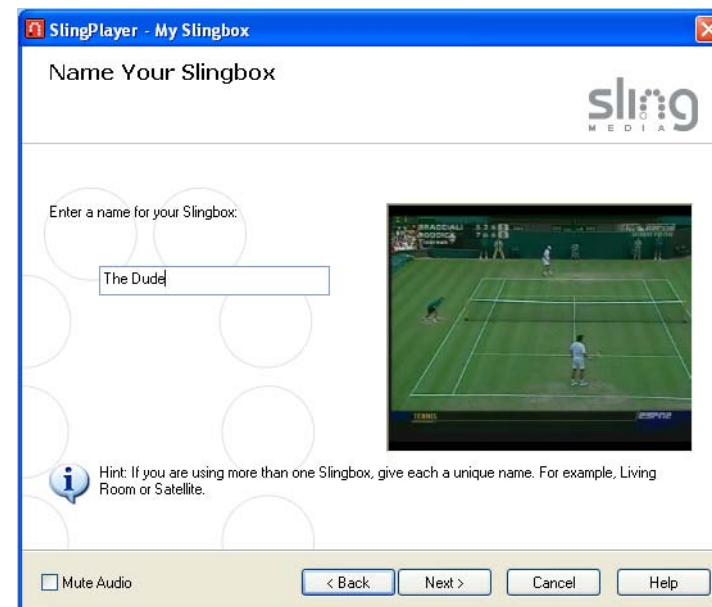 SlingPlayer - My Slingbox
Name Your Slingbox
sling
MEDIA
Enter a name for your Slingbox:
The Dude
BRACCIALI
RODDICK
TENNIS
ESPN2
Hint: If you are using more than one Slingbox, give each a unique name. For example, Living
Room or Satellite.
Mute Audio
< Back
Next >
Cancel
Help